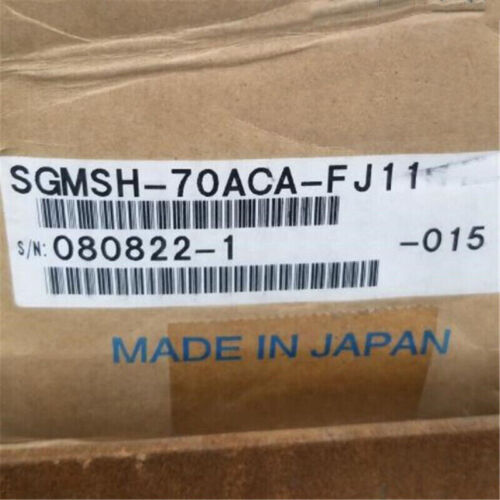 SGMSH-70ACA-FJ11
S/N: 080822-1 -015
MADE IN JAPAN